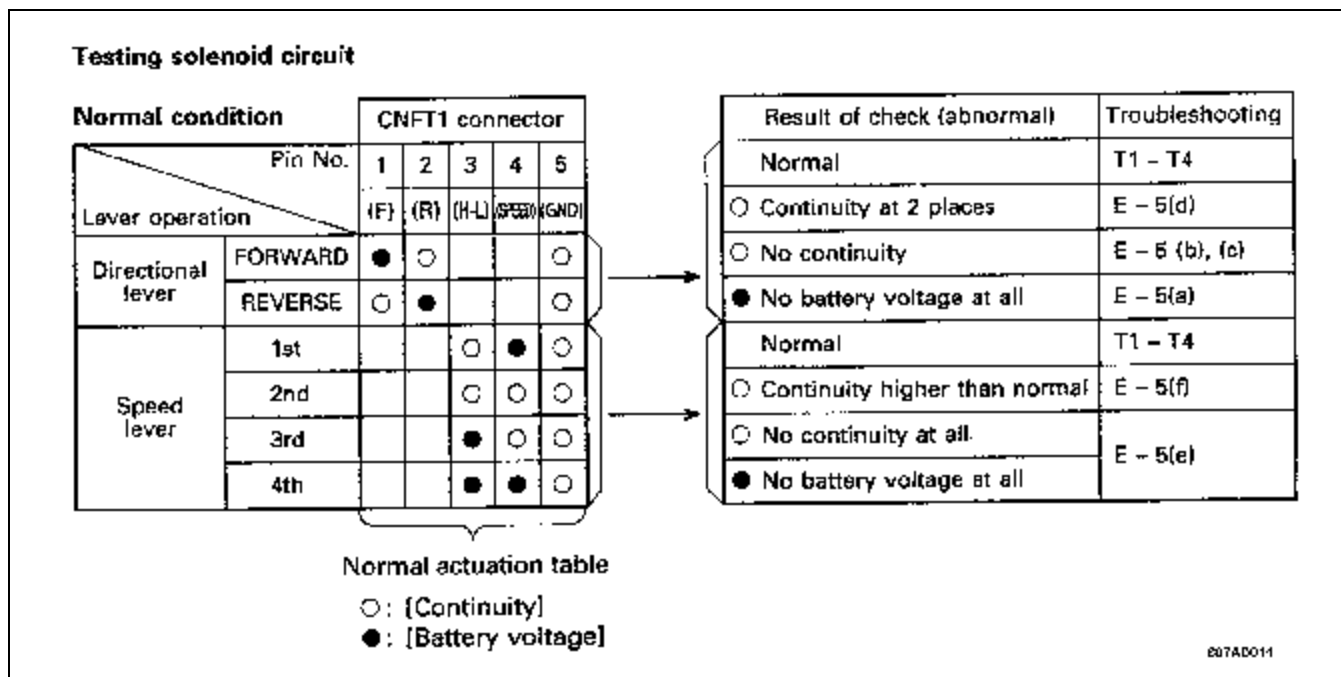 Testing solenoid circuit
Normal condition
CNFT1 connector
Pin No. 1 2 3 4 5
Lever operation (F) (R) (H-L) (GND)
Directional lever FORWARD ● ○ ○
REVERSE ○ ● ○
Speed lever 1st ○ ● ○
2nd ○ ○ ○
3rd ● ○ ○
4th ● ● ○
Normal actuation table
○ : [Continuity]
● : [Battery voltage]
Result of check (abnormal) Troubleshooting
Normal T1 – T4
○ Continuity at 2 places E – 5(d)
○ No continuity E – 5 (b), (c)
● No battery voltage at all E – 5(a)
Normal T1 – T4
○ Continuity higher than normal E – 5(f)
○ No continuity at all. E – 5(e)
● No battery voltage at all